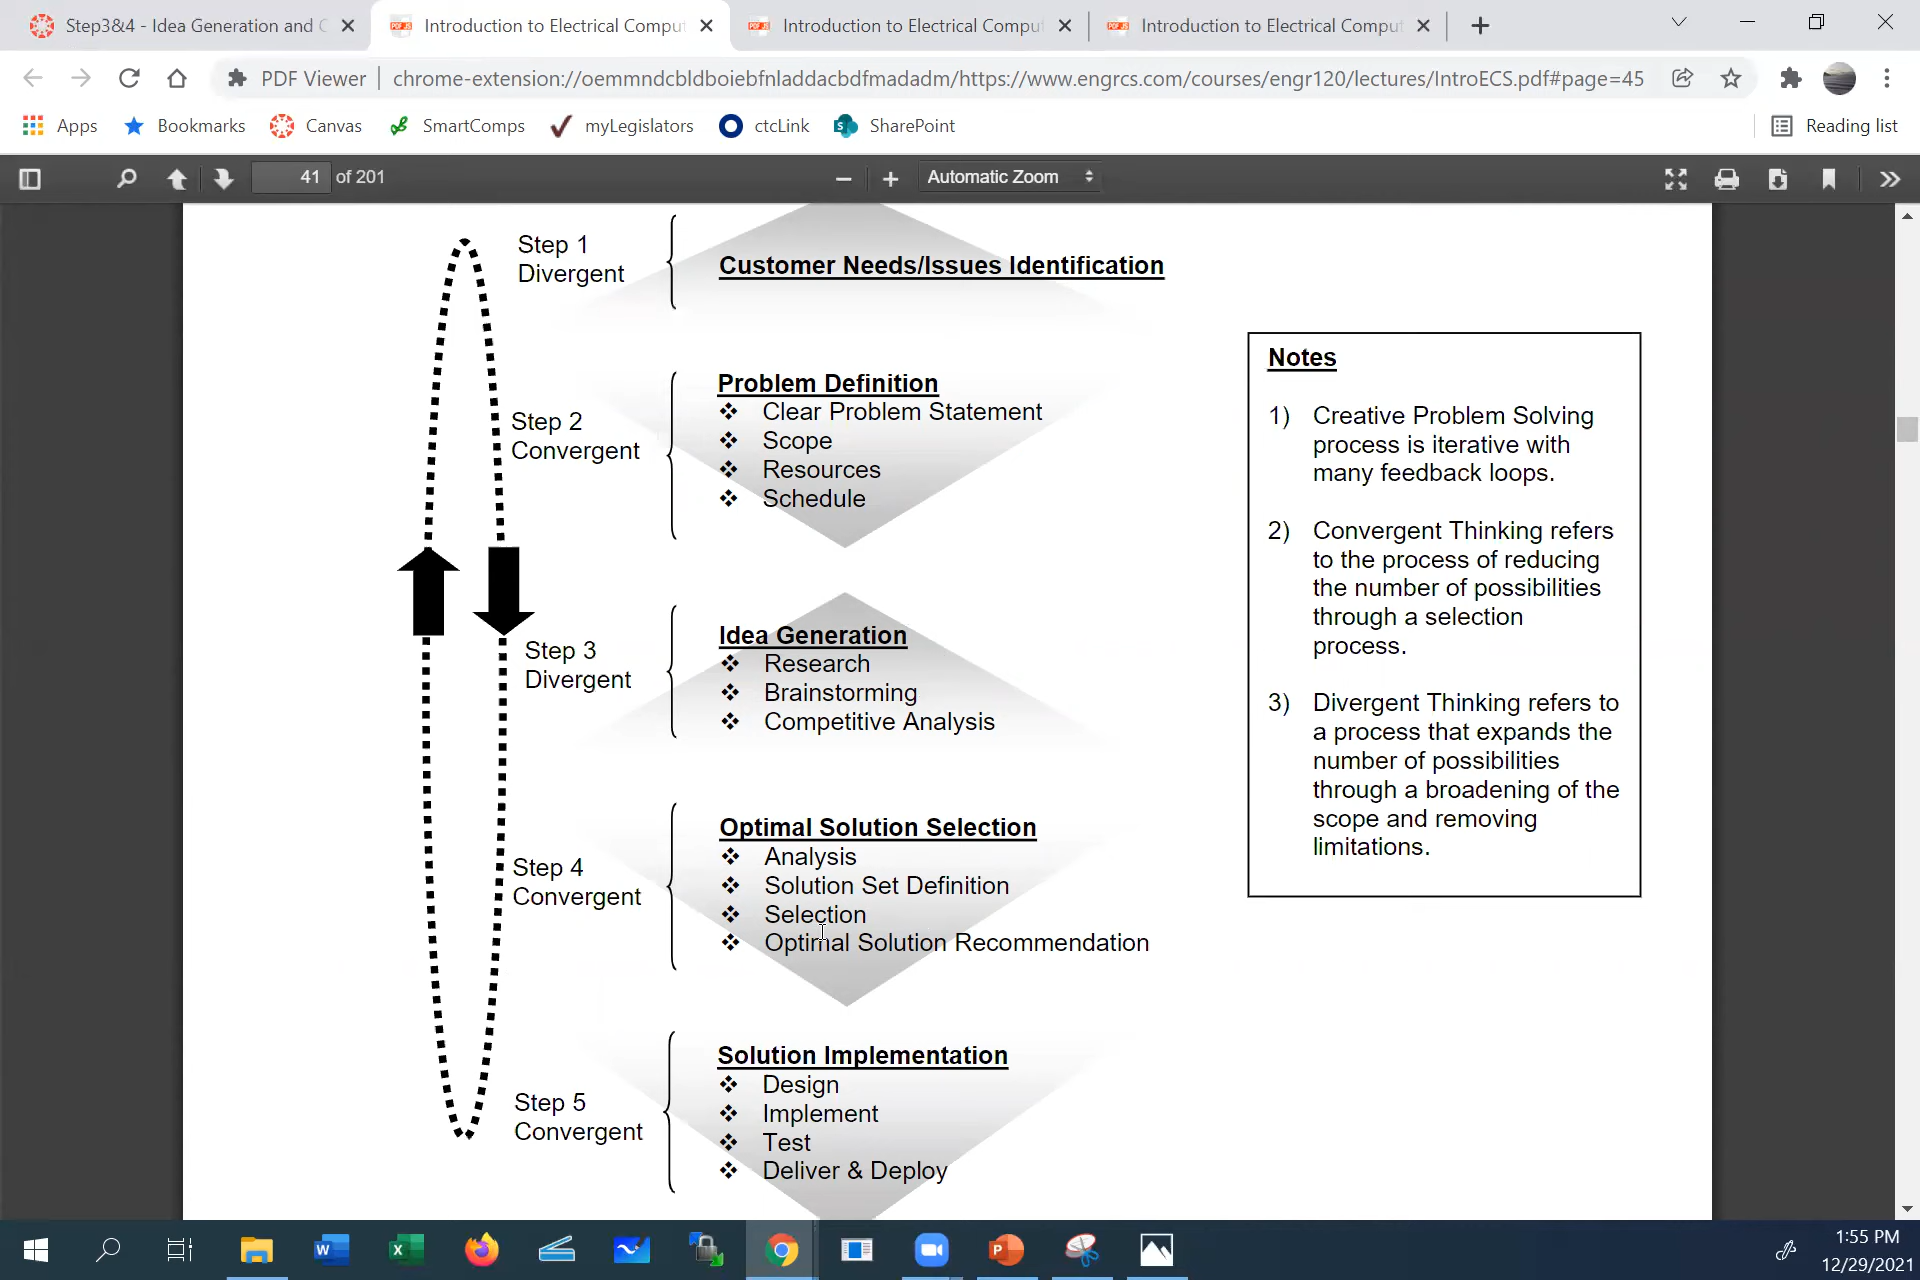 Step3&4 - Idea Generation and C
Introduction to Electrical Comput
Introduction to Electrical Comput
Introduction to Electrical Comput
PDF Viewer
chrome-extension://oemmndcbldboiebfnladdacbdfmadadm/https://www.engrcs.com/courses/engr120/lectures/IntroECS.pdf#page=45
Apps
Bookmarks
Canvas
SmartComps
myLegislators
ctcLink
SharePoint
Reading list
41 of 201
Automatic Zoom
Step 1
Divergent
Customer Needs/Issues Identification
Step 2
Convergent
Problem Definition
❖ Clear Problem Statement
❖ Scope
❖ Resources
❖ Schedule
Step 3
Divergent
Idea Generation
❖ Research
❖ Brainstorming
❖ Competitive Analysis
Step 4
Convergent
Optimal Solution Selection
❖ Analysis
❖ Solution Set Definition
❖ Selection
❖ Optimal Solution Recommendation
Step 5
Convergent
Solution Implementation
❖ Design
❖ Implement
❖ Test
❖ Deliver & Deploy
Notes
1) Creative Problem Solving
process is iterative with
many feedback loops.
2) Convergent Thinking refers
to the process of reducing
the number of possibilities
through a selection
process.
3) Divergent Thinking refers to
a process that expands the
number of possibilities
through a broadening of the
scope and removing
limitations.
1:55 PM
12/29/2021